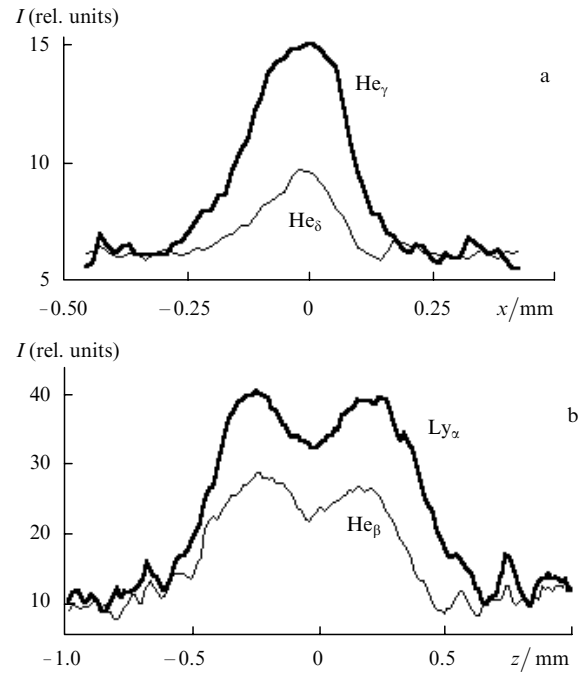 I (rel. units)
15
a
Heγ
10
Heδ
5
-0.50
-0.25
0
0.25
x/mm
I (rel. units)
40
b
Lyα
30
20
Heβ
10
-1.0
-0.5
0
0.5
z/mm